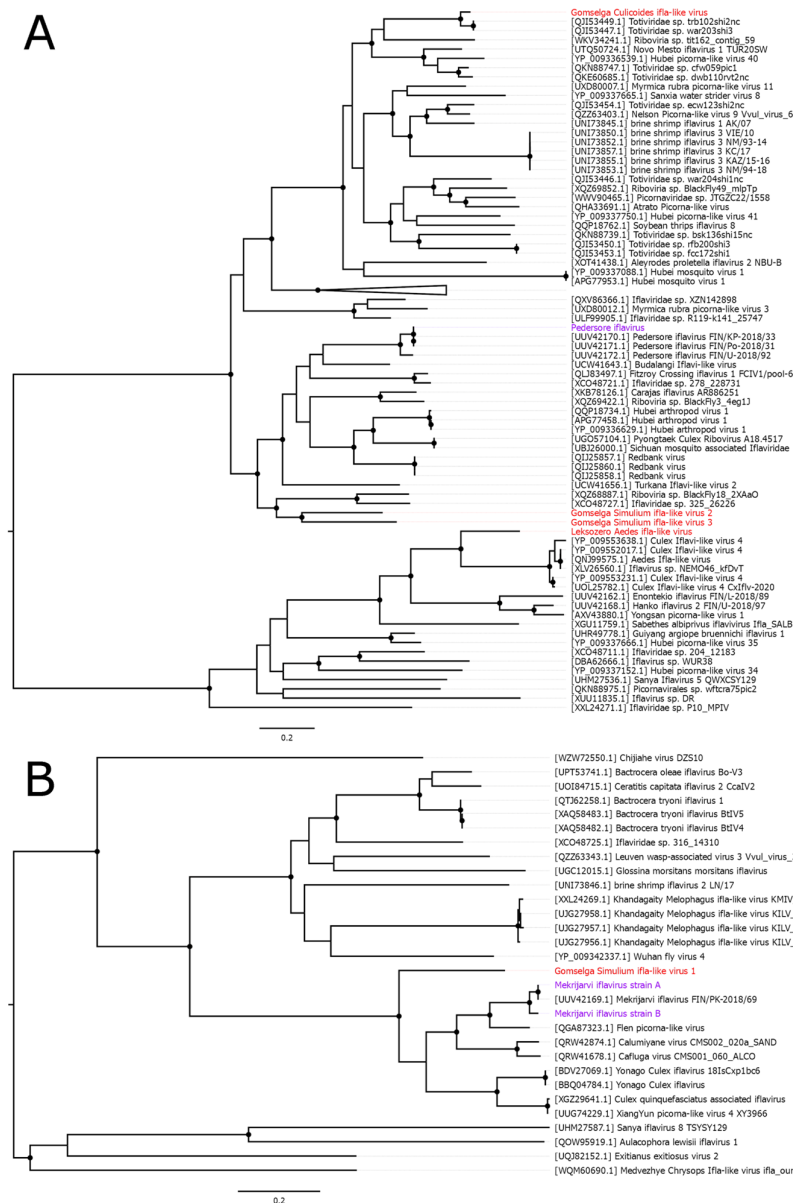 A
Gomselga Culicoides ifla-like virus
[QJI53449.1] Totiviridae sp. trb102shi2nc
[QJI53447.1] Totiviridae sp. war203shi3
[WKV34241.1] Riboviria sp. tit162_contig_59
[UTQ50724.1] Novo Mesto iflavirus 1 TUR20SW
[YP_009336539.1] Hubei picorna-like virus 40
[QKN88747.1] Totiviridae sp. cfw059pic1
[QKE60685.1] Totiviridae sp. dwb110rvt2nc
[UXD80007.1] Myrmica rubra picorna-like virus 11
[YP_009337665.1] Sanxia water strider virus 8
[QJI53454.1] Totiviridae sp. ecw123shi2nc
[QZZ63403.1] Nelson Picorna-like virus 9 Vvul_virus_6
[UNI73845.1] brine shrimp iflavirus 1 AK/07
[UNI73850.1] brine shrimp iflavirus 3 VIE/10
[UNI73852.1] brine shrimp iflavirus 3 NM/93-14
[UNI73857.1] brine shrimp iflavirus 3 KC/17
[UNI73855.1] brine shrimp iflavirus 3 KAZ/15-16
[UNI73853.1] brine shrimp iflavirus 3 NM/94-18
[QJI53446.1] Totiviridae sp. war204shi1nc
[XQZ69852.1] Riboviria sp. BlackFly49_mlpTp
[WWV90465.1] Picornaviridae sp. JTGZC22/1558
[QHA33691.1] Atrato Picorna-like virus
[YP_009337750.1] Hubei picorna-like virus 41
[QQP18762.1] Soybean thrips iflavirus 8
[QKN88739.1] Totiviridae sp. bsk136shi15nc
[QJI53450.1] Totiviridae sp. rfb200shi3
[QJI53453.1] Totiviridae sp. fcc172shi1
[XOT41438.1] Aleyrodes proletella iflavirus 2 NBU-B
[YP_009337088.1] Hubei mosquito virus 1
[APG77953.1] Hubei mosquito virus 1
[QXV86366.1] Iflaviridae sp. XZN142898
[UXD80012.1] Myrmica rubra picorna-like virus 3
[ULF99905.1] Iflaviridae sp. R119-k141_25747
Pedersore iflavirus
[UUV42170.1] Pedersore iflavirus FIN/KP-2018/33
[UUV42171.1] Pedersore iflavirus FIN/Po-2018/31
[UUV42172.1] Pedersore iflavirus FIN/U-2018/92
[UCW41643.1] Budalangi Iflavi-like virus
[QLJ83497.1] Fitzroy Crossing iflavirus 1 FCIV1/pool-6
[XCO48721.1] Iflaviridae sp. 278_228731
[XKB78126.1] Carajas iflavirus AR886251
[XQZ69422.1] Riboviria sp. BlackFly3_4eg1J
[QQP18734.1] Hubei arthropod virus 1
[APG77458.1] Hubei arthropod virus 1
[YP_009336629.1] Hubei arthropod virus 1
[UGO57104.1] Pyongtaek Culex Ribovirus A18.4517
[UBJ26000.1] Sichuan mosquito associated Iflaviridae
[QIJ25857.1] Redbank virus
[QIJ25860.1] Redbank virus
[QIJ25858.1] Redbank virus
[UCW41656.1] Turkana Iflavi-like virus 2
[XQZ68887.1] Riboviria sp. BlackFly18_2XAaO
[XCO48727.1] Iflaviridae sp. 325_26226
Gomselga Simulium ifla-like virus 2
Gomselga Simulium ifla-like virus 3
Leksozero Aedes ifla-like virus
[YP_009553638.1] Culex Iflavi-like virus 4
[YP_009552017.1] Culex Iflavi-like virus 4
[QNJ99575.1] Aedes Ifla-like virus
[XLV26560.1] Iflavirus sp. NEMO46_kfDvT
[YP_009553231.1] Culex Iflavi-like virus 4
[UOL25782.1] Culex Iflavi-like virus 4 CxIflv-2020
[UUV42162.1] Enontekio iflavirus FIN/L-2018/89
[UUV42168.1] Hanko iflavirus 2 FIN/U-2018/97
[AXV43880.1] Yongsan picorna-like virus 1
[XGU11759.1] Sabethes albiprivus iflavivirus Ifla_SALB
[UHR49778.1] Guiyang argiope bruennichi iflavirus 1
[YP_009337666.1] Hubei picorna-like virus 35
[XCO48711.1] Iflaviridae sp. 204_12183
[DBA62666.1] Iflavirus sp. WUR38
[YP_009337152.1] Hubei picorna-like virus 34
[UHM27536.1] Sanya Iflavirus 5 QWXCSY129
[QKN88975.1] Picornavirales sp. wftcra75pic2
[XUU11835.1] Iflavirus sp. DR
[XXL24271.1] Iflaviridae sp. P10_MPIV
0.2
B
[WZW72550.1] Chijiahe virus DZS10
[UPT53741.1] Bactrocera oleae iflavirus Bo-V3
[UOI84715.1] Ceratitis capitata iflavirus 2 CcaIV2
[QTJ62258.1] Bactrocera tryoni iflavirus 1
[XAQ58483.1] Bactrocera tryoni iflavirus BtIV5
[XAQ58482.1] Bactrocera tryoni iflavirus BtIV4
[XCO48725.1] Iflaviridae sp. 316_14310
[QZZ63343.1] Leuven wasp-associated virus 3 Vvul_virus_
[UGC12015.1] Glossina morsitans morsitans iflavirus
[UNI73846.1] brine shrimp iflavirus 2 LN/17
[XXL24269.1] Khandagaity Melophagus ifla-like virus KMIV_
[UJG27958.1] Khandagaity Melophagus ifla-like virus KILV_
[UJG27957.1] Khandagaity Melophagus ifla-like virus KILV_
[UJG27956.1] Khandagaity Melophagus ifla-like virus KILV_
[YP_009342337.1] Wuhan fly virus 4
Gomselga Simulium ifla-like virus 1
Mekrijarvi iflavirus strain A
[UUV42169.1] Mekrijarvi iflavirus FIN/PK-2018/69
Mekrijarvi iflavirus strain B
[QGA87323.1] Flen picorna-like virus
[QRW42874.1] Calumiyane virus CMS002_020a_SAND
[QRW41678.1] Cafluga virus CMS001_060_ALCO
[BDV27069.1] Yonago Culex iflavirus 18IsCxp1bc6
[BBQ04784.1] Yonago Culex iflavirus
[XGZ29641.1] Culex quinquefasciatus associated iflavirus
[UUG74229.1] XiangYun picorna-like virus 4 XY3966
[UHM27587.1] Sanya iflavirus 8 TSYSY129
[QOW95919.1] Aulacophora lewisii iflavirus 1
[UQJ82152.1] Exitianus exitiosus virus 2
[WQM60690.1] Medvezhye Chrysops Ifla-like virus ifla_our
0.2